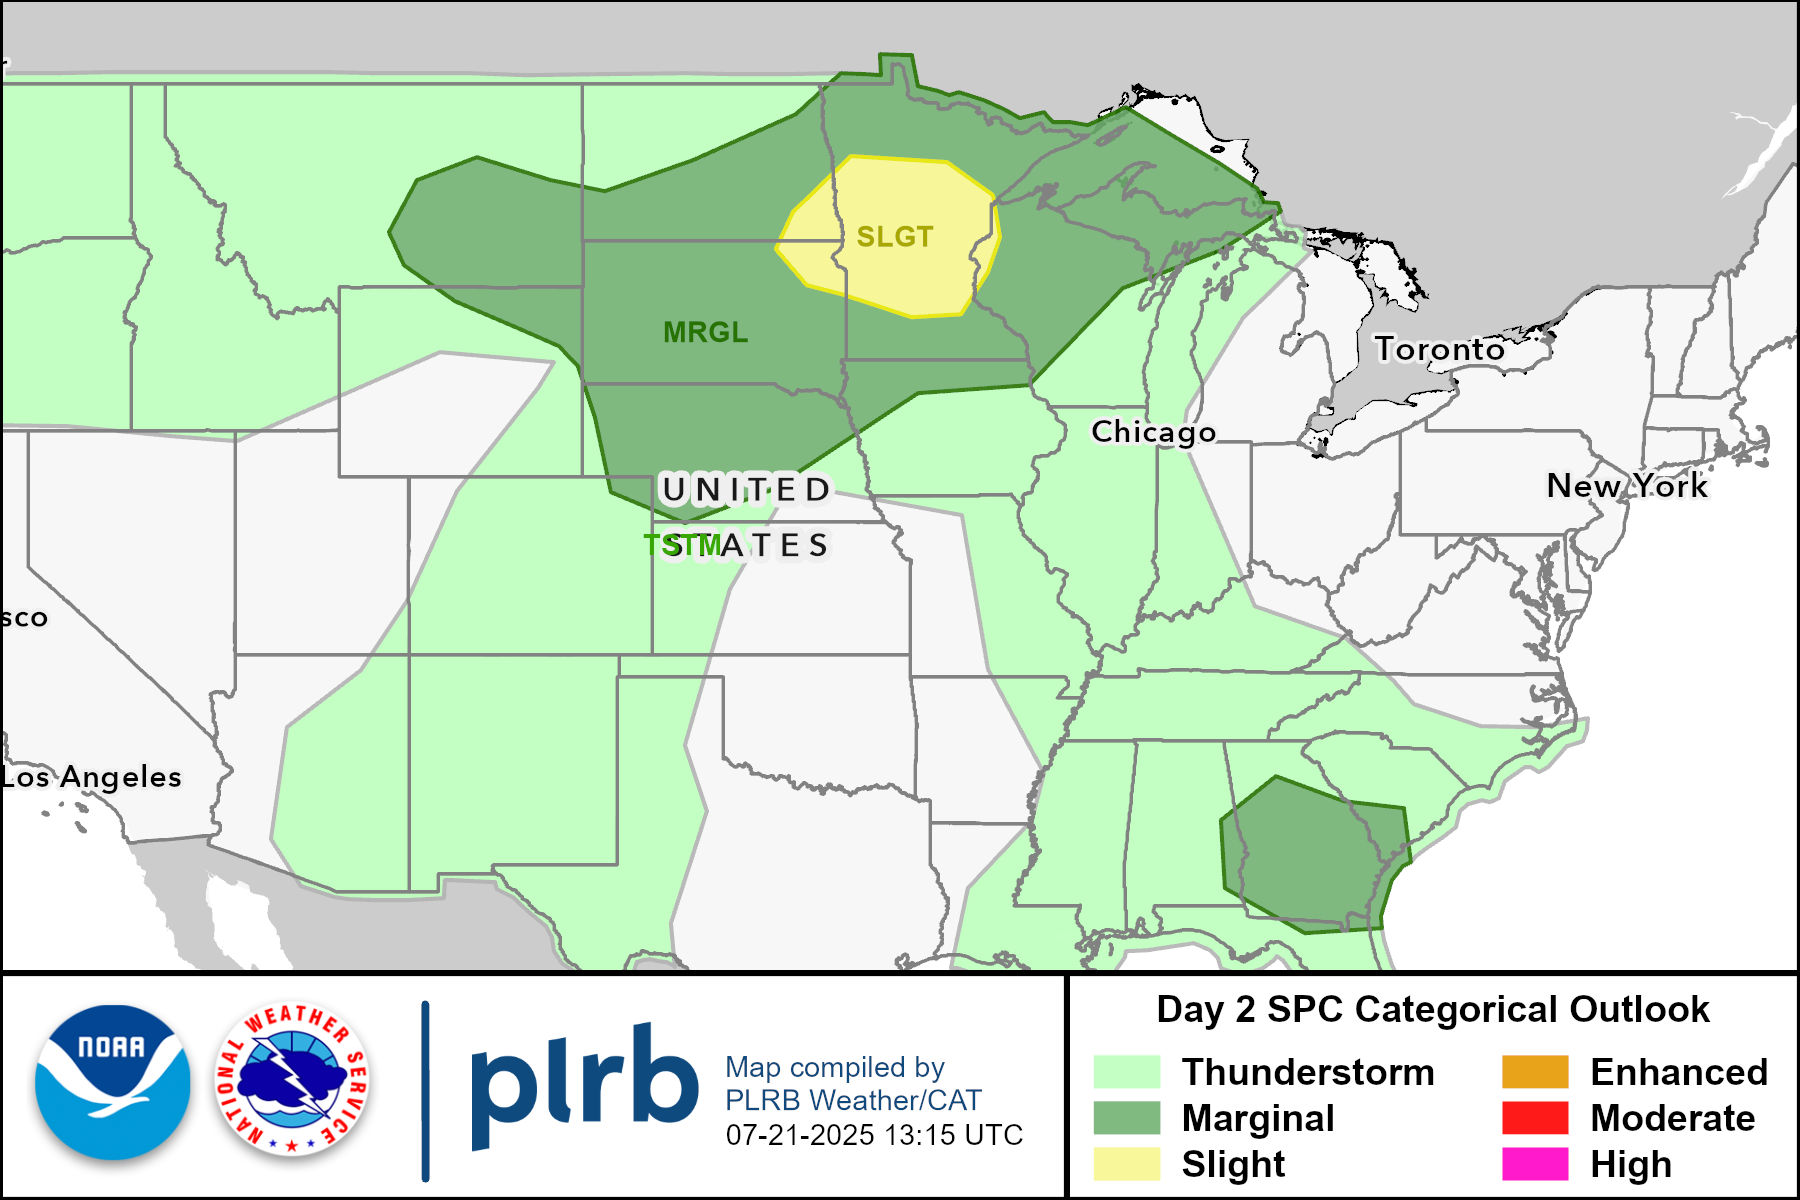 r
SLGT
MRGL
Toronto
Chicago
UNITED
New York
TSTM
STATES
sco
Los Angeles
NOAA
NATIONAL WEATHER SERVICE
plrb
Map compiled by
PLRB Weather/CAT
07-21-2025 13:15 UTC
Day 2 SPC Categorical Outlook
Thunderstorm
Enhanced
Marginal
Moderate
Slight
High